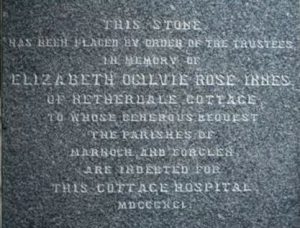 THIS STONE
HAS BEEN PLACED BY ORDER OF THE TRUSTEES
IN MEMORY OF
ELIZABETH OGILVIE ROSE INNES
OF NETHERDALE COTTAGE
TO WHOSE GENEROUS BEQUEST
THE PARISHES OF
MARNOCH AND FORGLEN
ARE INDEBTED FOR
THIS COTTAGE HOSPITAL.
MDCCCXCI.